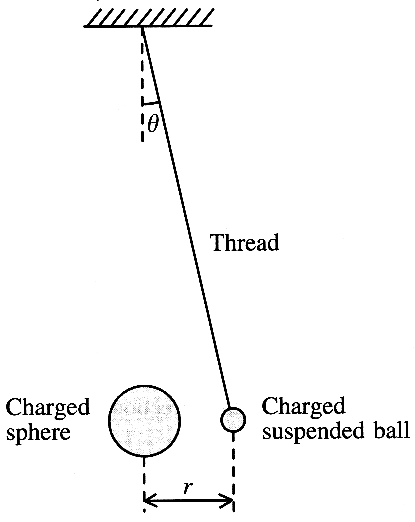 θ
Thread
Charged
sphere
Charged
suspended ball
r